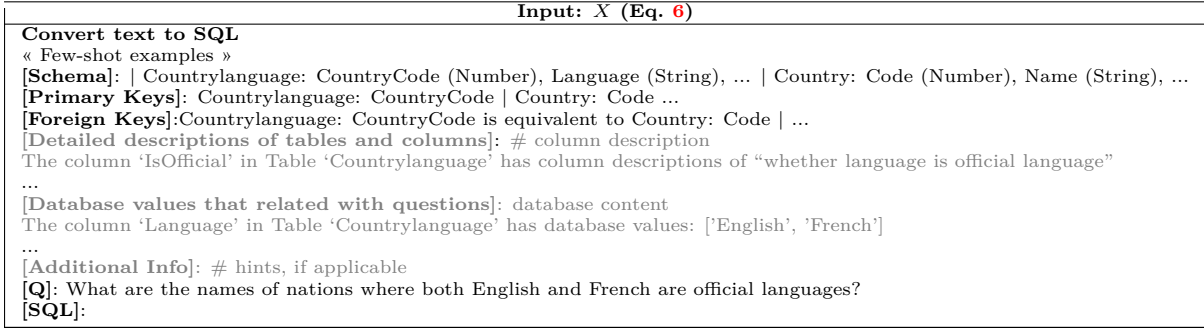 Input: X (Eq. 6)
Convert text to SQL
« Few-shot examples »
[Schema]: | Countrylanguage: CountryCode (Number), Language (String), ... | Country: Code (Number), Name (String), ...
[Primary Keys]: Countrylanguage: CountryCode | Country: Code ...
[Foreign Keys]:Countrylanguage: CountryCode is equivalent to Country: Code | ...
[Detailed descriptions of tables and columns]: # column description
The column ‘IsOfficial’ in Table ‘Countrylanguage’ has column descriptions of “whether language is official language”
...
[Database values that related with questions]: database content
The column ‘Language’ in Table ‘Countrylanguage’ has database values: ['English', 'French']
...
[Additional Info]: # hints, if applicable
[Q]: What are the names of nations where both English and French are official languages?
[SQL]: